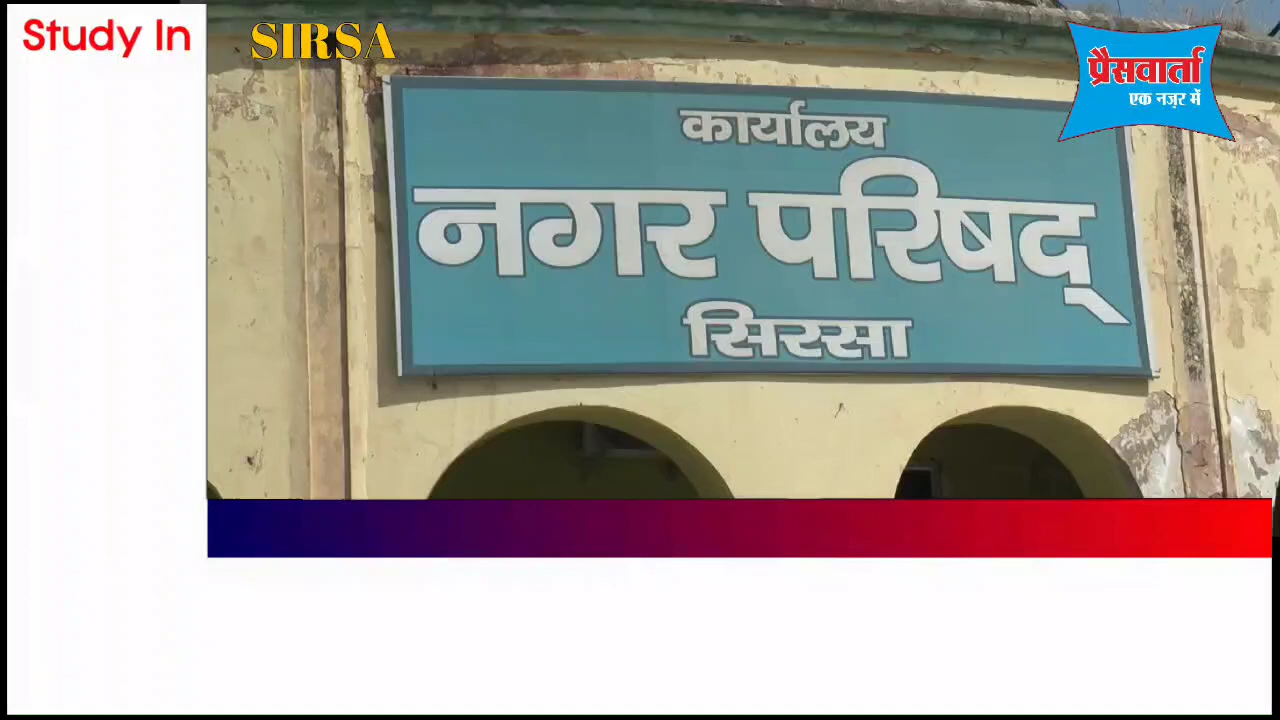 Study In
SIRSA
प्रैसवार्ता
एक नज़र में
कार्यालय
नगर परिषद्
सिरसा